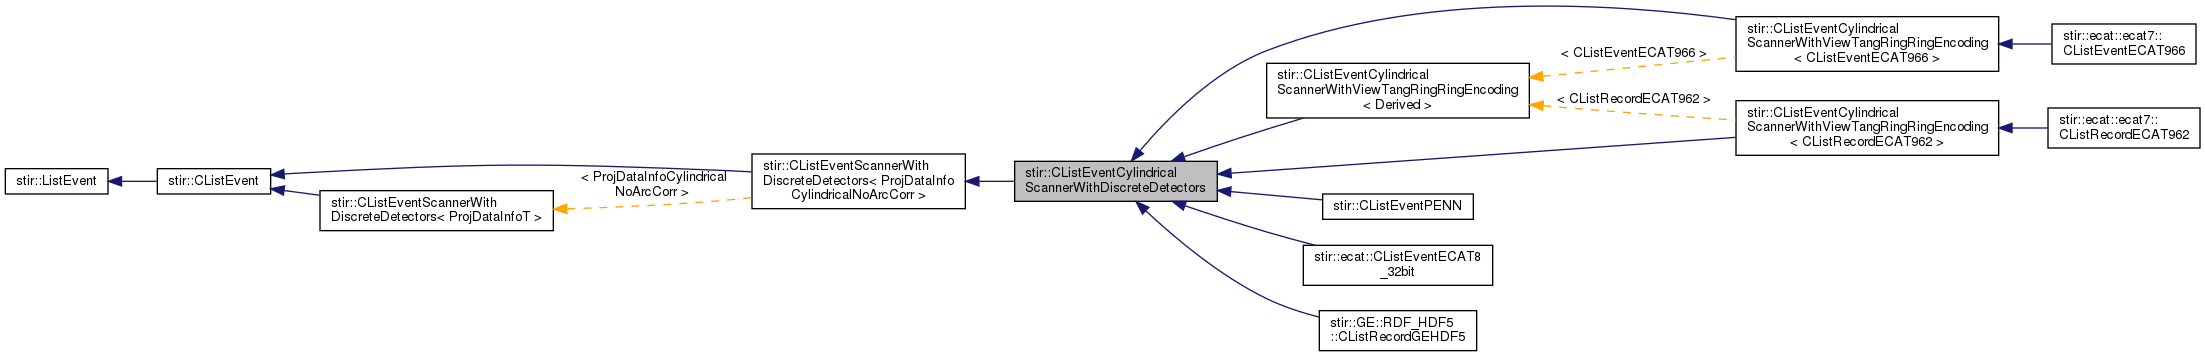 stir::ListEvent
stir::CListEvent
stir::CListEventScannerWith
DiscreteDetectors< ProjDataInfoT >
< ProjDataInfoCylindrical
NoArcCorr >
stir::CListEventScannerWith
DiscreteDetectors< ProjDataInfo
CylindricalNoArcCorr >
stir::CListEventCylindrical
ScannerWithDiscreteDetectors
stir::CListEventCylindrical
ScannerWithViewTangRingRingEncoding
< Derived >
< CListEventECAT966 >
< CListRecordECAT962 >
stir::CListEventCylindrical
ScannerWithViewTangRingRingEncoding
< CListEventECAT966 >
stir::ecat::ecat7::
CListEventECAT966
stir::CListEventCylindrical
ScannerWithViewTangRingRingEncoding
< CListRecordECAT962 >
stir::ecat::ecat7::
CListRecordECAT962
stir::CListEventPENN
stir::ecat::CListEventECAT8
_32bit
stir::GE::RDF_HDF5
::CListRecordGEHDF5